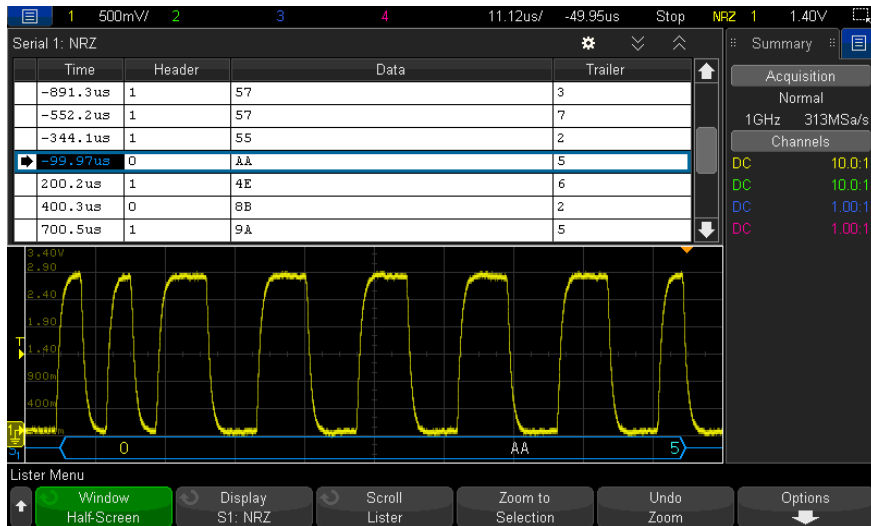 1 500mV/ 2 3 4 11.12us/ -49.95us Stop NRZ 1 1.40V
Serial 1: NRZ
Summary
Time Header Data Trailer
-891.3us 1 57 3
-552.2us 1 57 7
-344.1us 1 55 2
-99.97us 0 AA 5
200.2us 1 4E 6
400.3us 0 8B 2
700.5us 1 9A 5
Acquisition
Normal
1GHz 313MSa/s
Channels
DC 10.0:1
DC 10.0:1
DC 1.00:1
DC 1.00:1
3.40V
2.90
2.40
1.90
T
1.40
900m
400m
1
S1 0 AA 5
Lister Menu
Window
Half-Screen
Display
S1: NRZ
Scroll
Lister
Zoom to
Selection
Undo
Zoom
Options